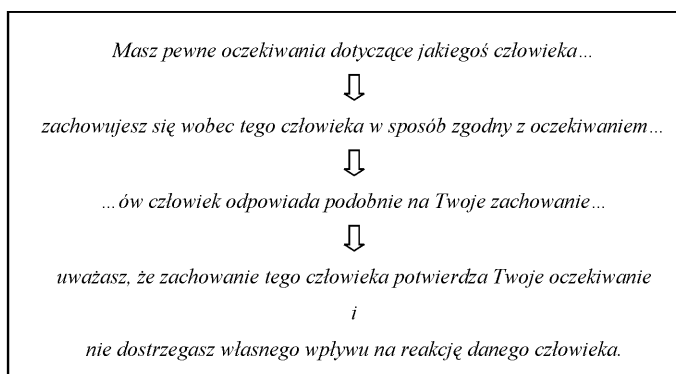 Masz pewne oczekiwania dotyczące jakiegoś człowieka…
zachowujesz się wobec tego człowieka w sposób zgodny z oczekiwaniem…
…ów człowiek odpowiada podobnie na Twoje zachowanie…
uważasz, że zachowanie tego człowieka potwierdza Twoje oczekiwanie
i
nie dostrzegasz własnego wpływu na reakcję danego człowieka.